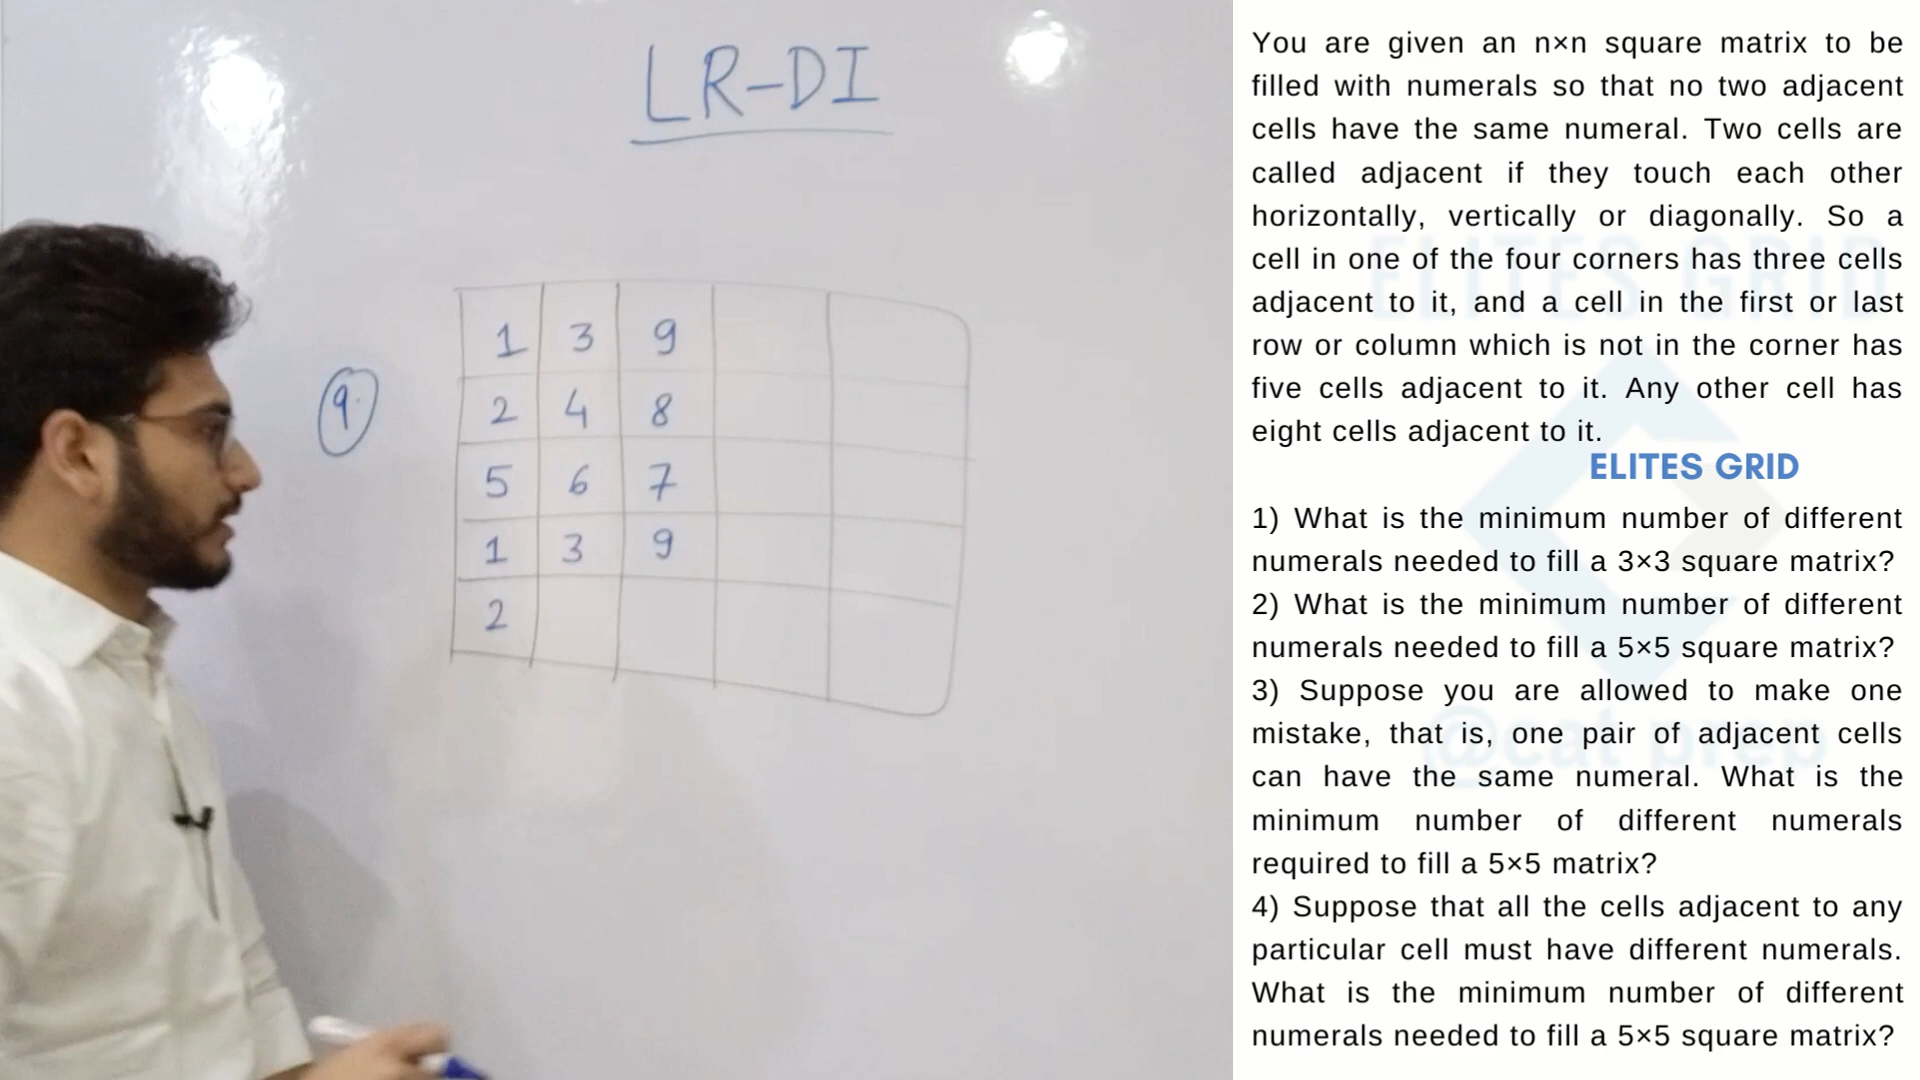 LR-DI
9.
1 3 9
2 4 8
5 6 7
1 3 9
2
You are given an n×n square matrix to be
filled with numerals so that no two adjacent
cells have the same numeral. Two cells are
called adjacent if they touch each other
horizontally, vertically or diagonally. So a
cell in one of the four corners has three cells
adjacent to it, and a cell in the first or last
row or column which is not in the corner has
five cells adjacent to it. Any other cell has
eight cells adjacent to it.
ELITES GRID
ELITES GRID
1) What is the minimum number of different
numerals needed to fill a 3×3 square matrix?
2) What is the minimum number of different
numerals needed to fill a 5×5 square matrix?
3) Suppose you are allowed to make one
mistake, that is, one pair of adjacent cells
can have the same numeral. What is the
minimum number of different numerals
required to fill a 5×5 matrix?
@cat prep
4) Suppose that all the cells adjacent to any
particular cell must have different numerals.
What is the minimum number of different
numerals needed to fill a 5×5 square matrix?